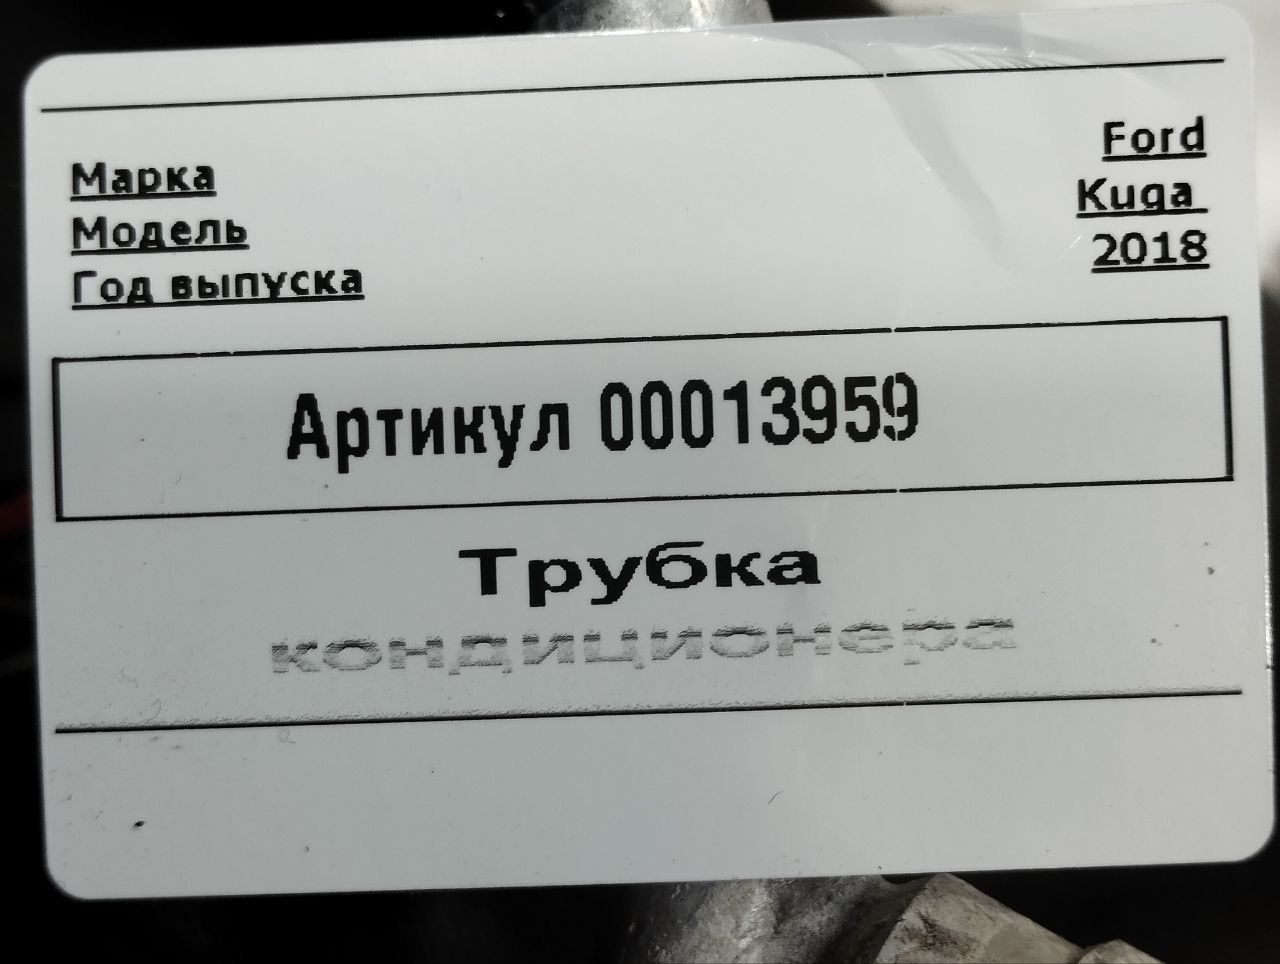 Марка Ford
Модель Kuga
Год выпуска 2018
Артикул 00013959
Трубка
кондиционера